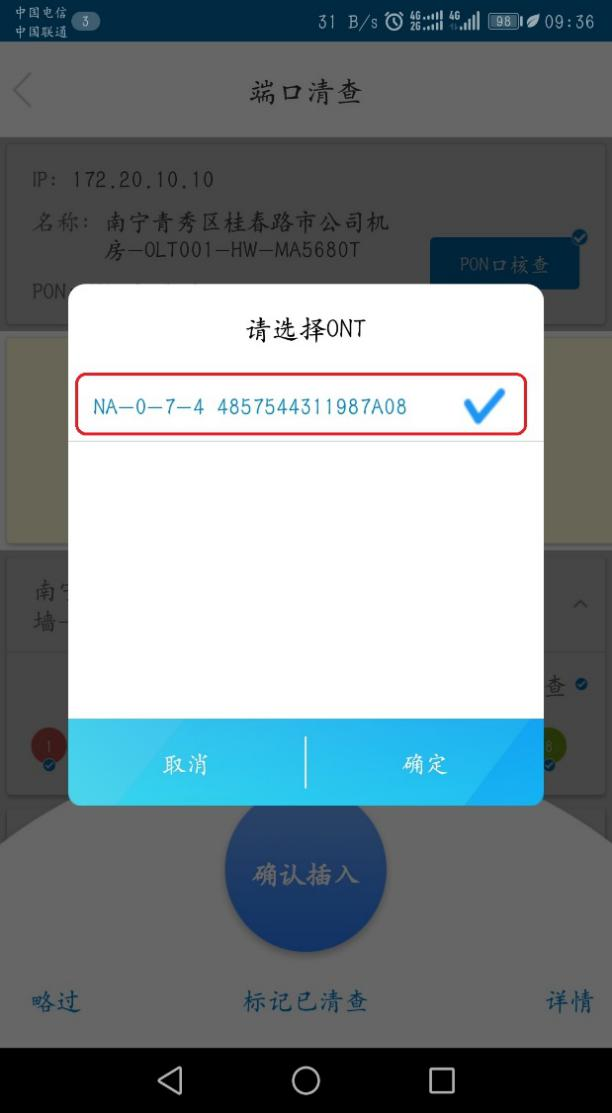 中国电信
中国联通
3
31 B/s
4G
2G
4G
98
09:36
端口清查
IP: 172.20.10.10
名称: 南宁青秀区桂春路市公司机
房-OLT001-HW-MA5680T
PON口核查
PON
请选择ONT
NA-0-7-4 4857544311987A08
南宁
墙-
查
1
8
取消
确定
确认插入
略过
标记已清查
详情